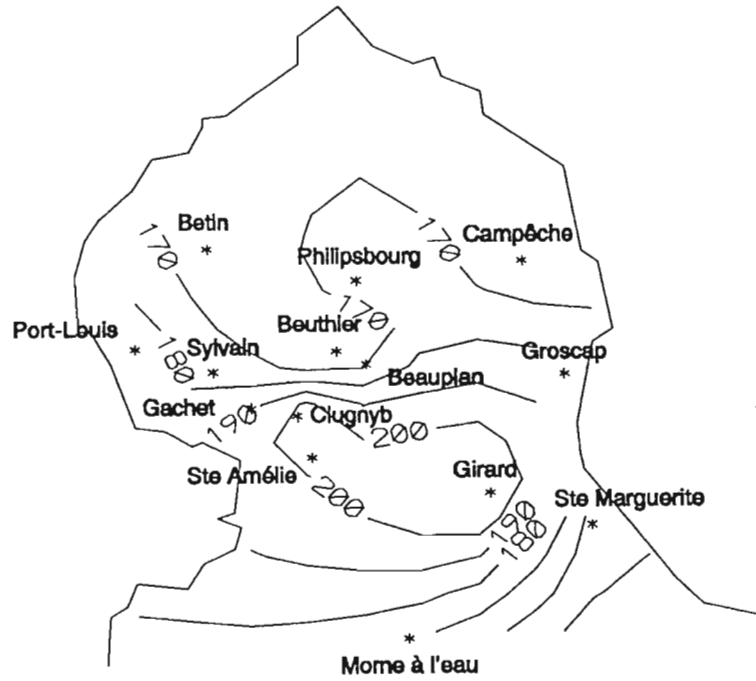 Betin
170
Campêche
170
Philipsbourg
170
Port-Louis
Beuthier
180
Sylvain
Groscap
Beauplan
Gachet
190
Clugnyb
200
Ste Amélie
200
Girard
Ste Marguerite
190
180
Morne à l'eau